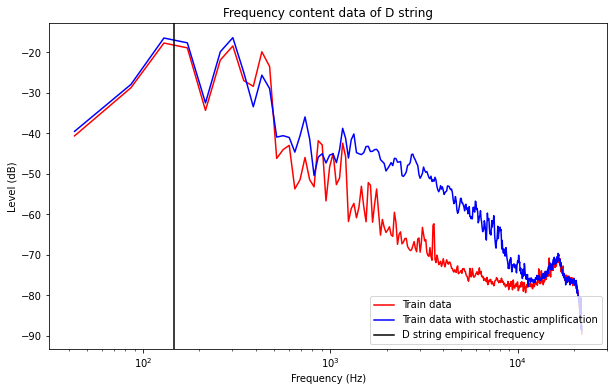 Frequency content data of D string
Level (dB)
−20
−30
−40
−50
−60
−70
−80
−90
10²
10³
10⁴
Frequency (Hz)
Train data
Train data with stochastic amplification
D string empirical frequency